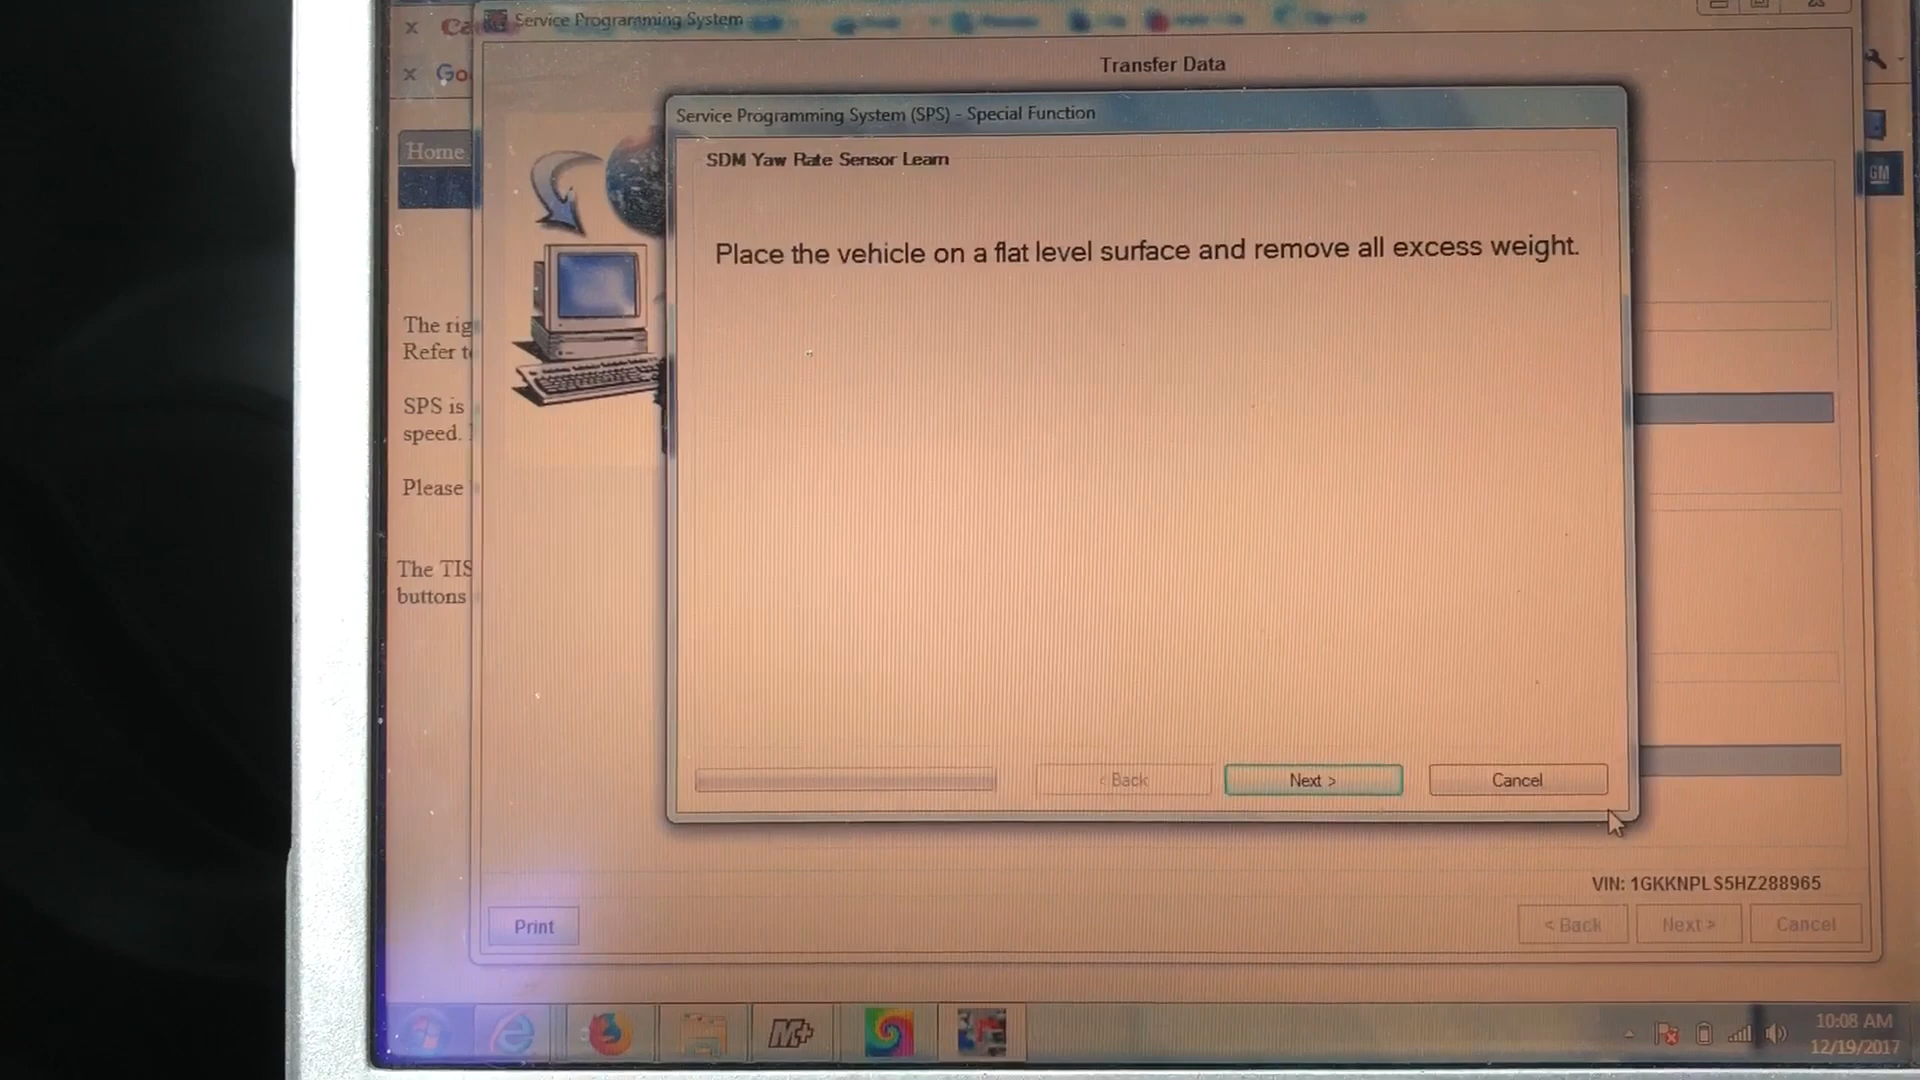 Service Programming System
Transfer Data
Service Programming System (SPS) - Special Function
SDM Yaw Rate Sensor Learn
Place the vehicle on a flat level surface and remove all excess weight.
< Back
Next >
Cancel
Home
GM
The rig
Refer to
SPS is
speed.
Please
The TIS
buttons
VIN: 1GKKNPLS5HZ288965
Print
< Back
Next >
Cancel
M+
10:08 AM
12/19/2017